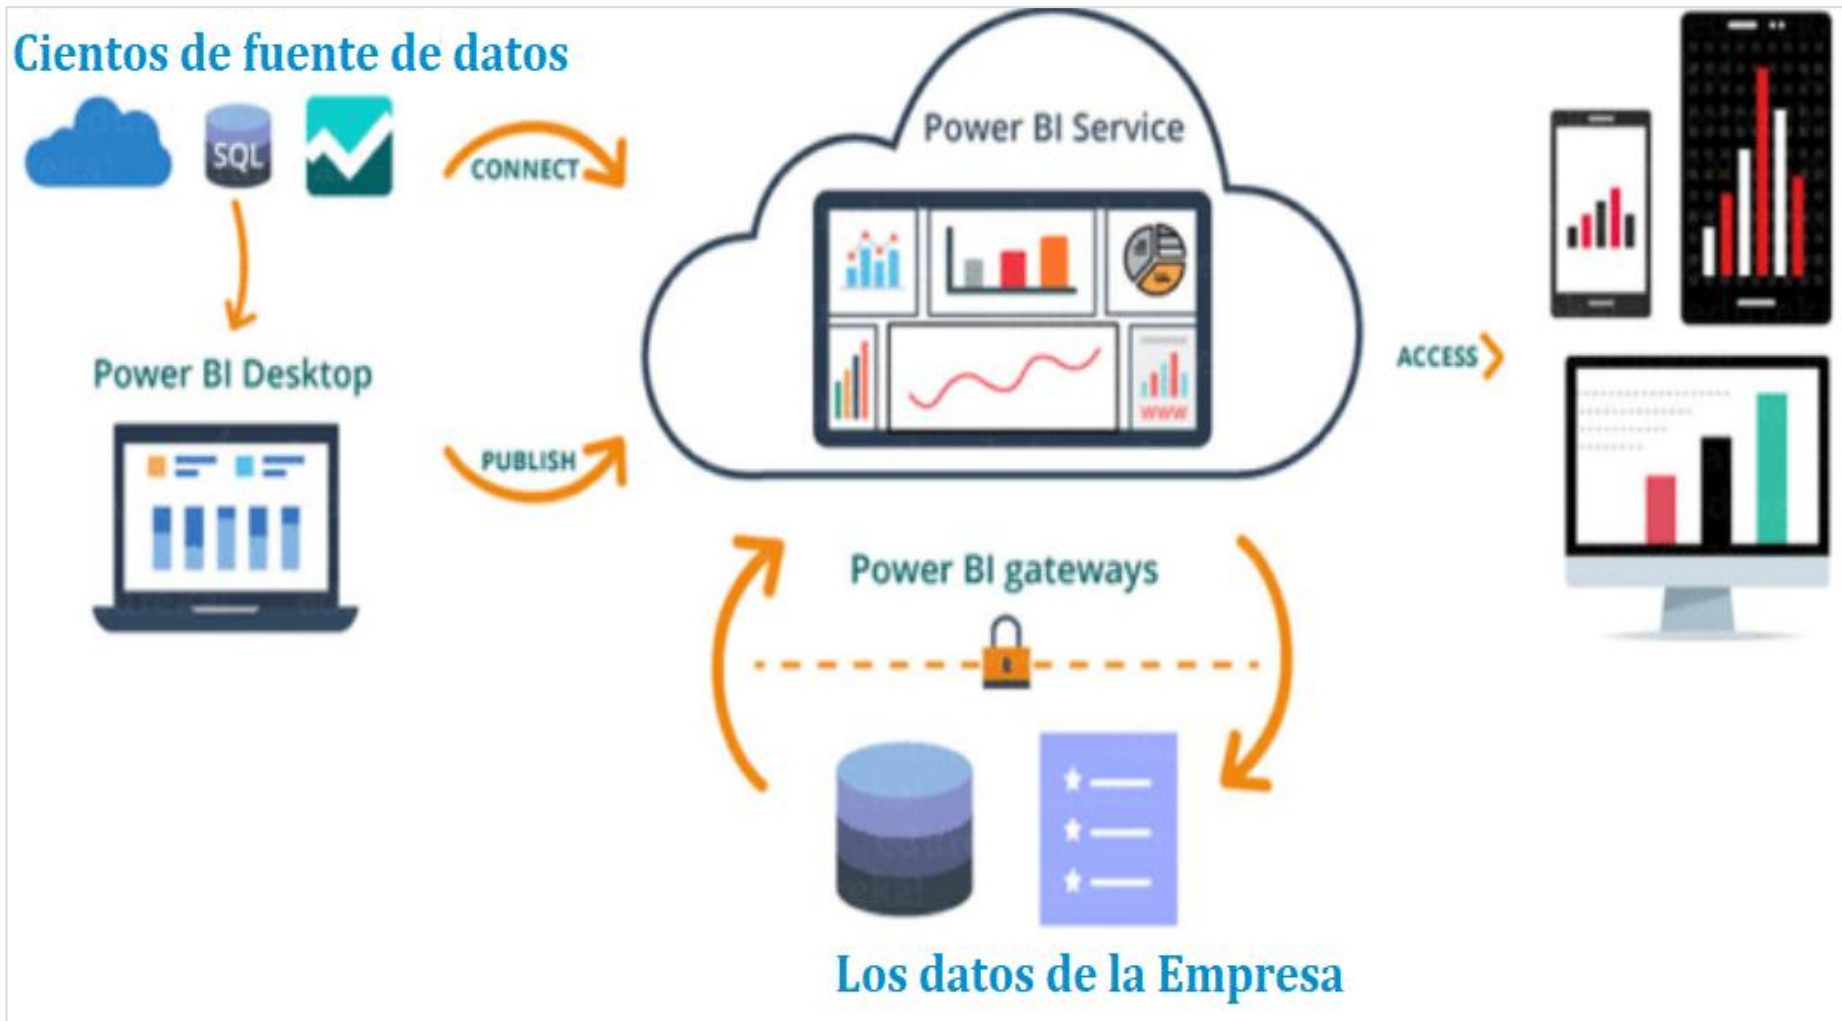 Cientos de fuente de datos
SQL
CONNECT
Power BI Service
WWW
ACCESS
Power BI Desktop
PUBLISH
Power BI gateways
Los datos de la Empresa